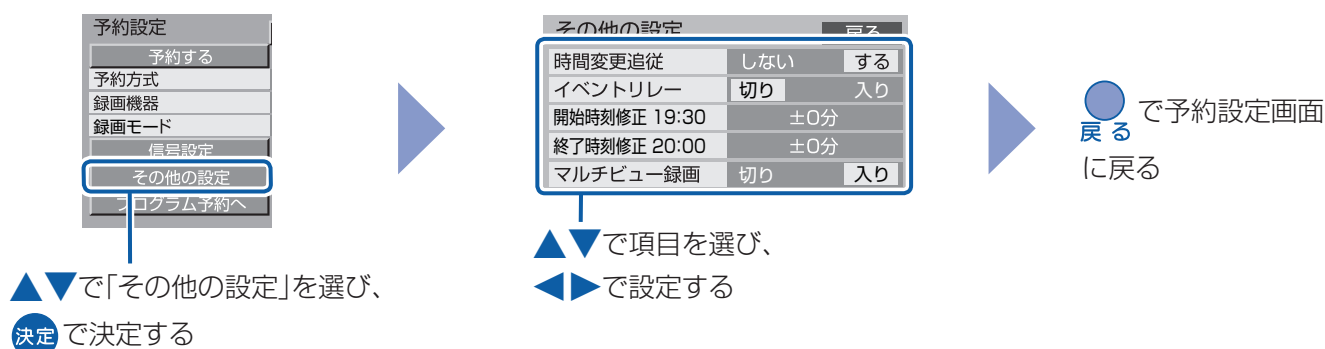 予約設定
予約する
予約方式
録画機器
録画モード
信号設定
その他の設定
プログラム予約へ
▲▼で「その他の設定」を選び、
決定で決定する
その他の設定 戻る
時間変更追従 しない する
イベントリレー 切り 入り
開始時刻修正 19:30 ±0分
終了時刻修正 20:00 ±0分
マルチビュー録画 切り 入り
▲▼で項目を選び、
◀▶で設定する
戻る で予約設定画面
に戻る